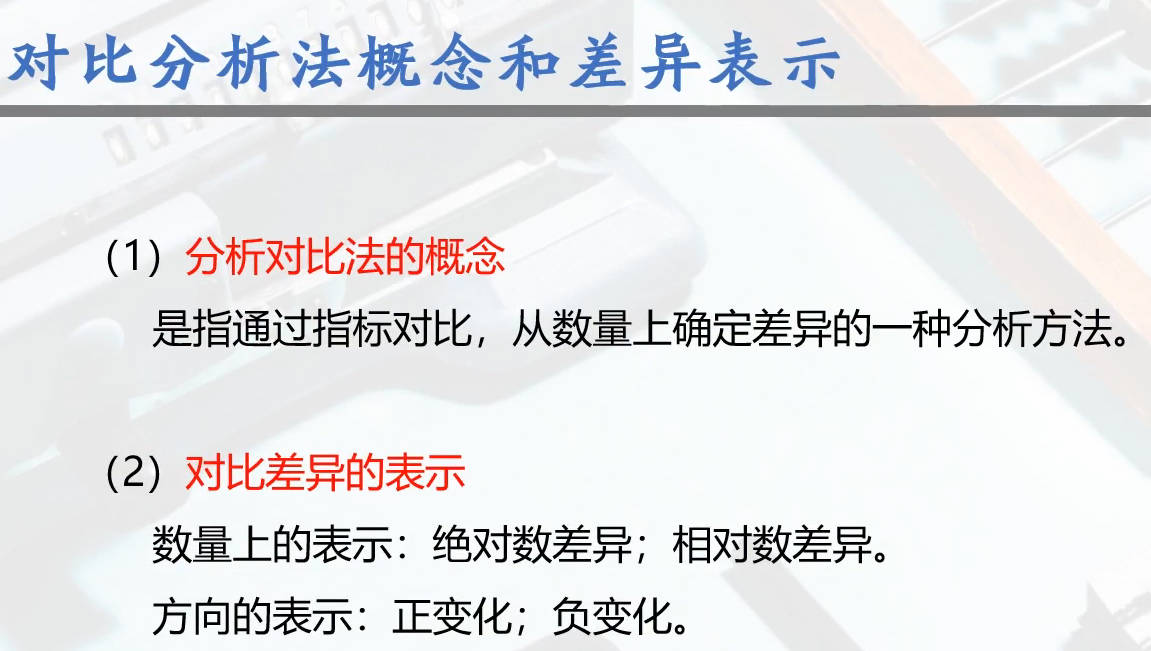 对比分析法概念和差异表示
（1）分析对比法的概念
是指通过指标对比，从数量上确定差异的一种分析方法。
（2）对比差异的表示
数量上的表示：绝对数差异；相对数差异。
方向的表示：正变化；负变化。